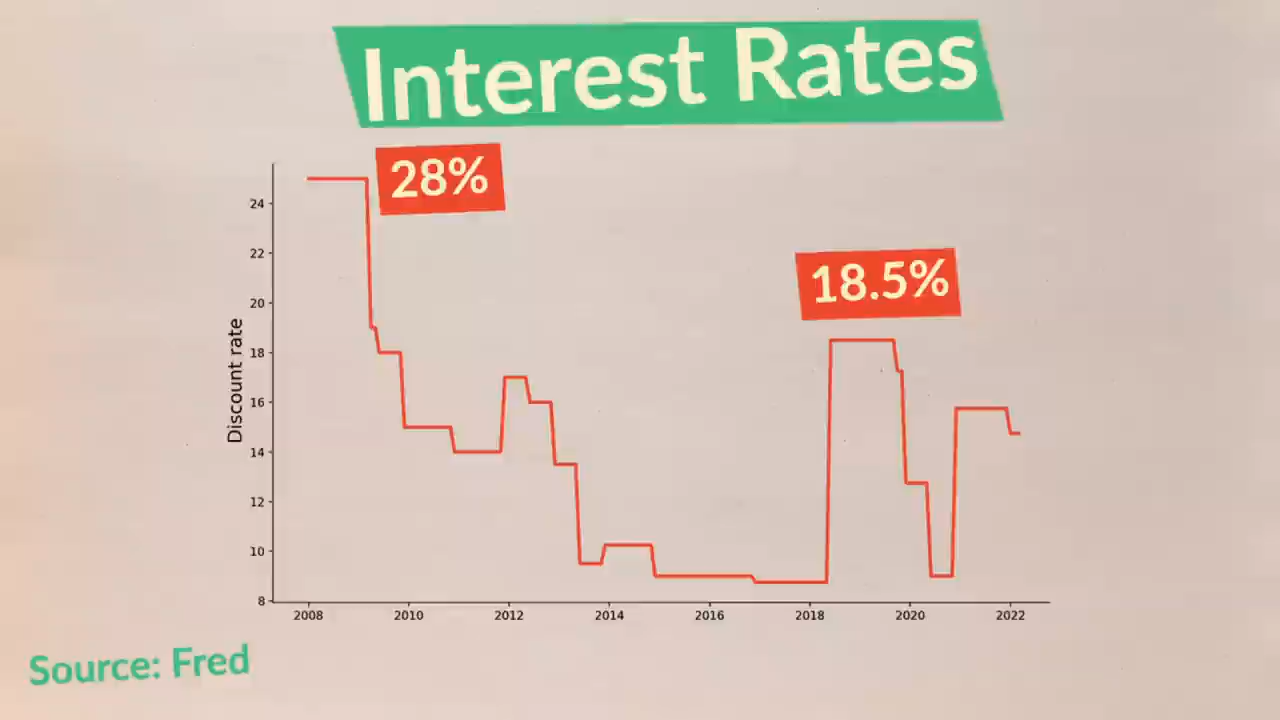 Interest Rates
28%
18.5%
Discount rate
24
22
20
18
16
14
12
10
8
2008 2010 2012 2014 2016 2018 2020 2022
Source: Fred